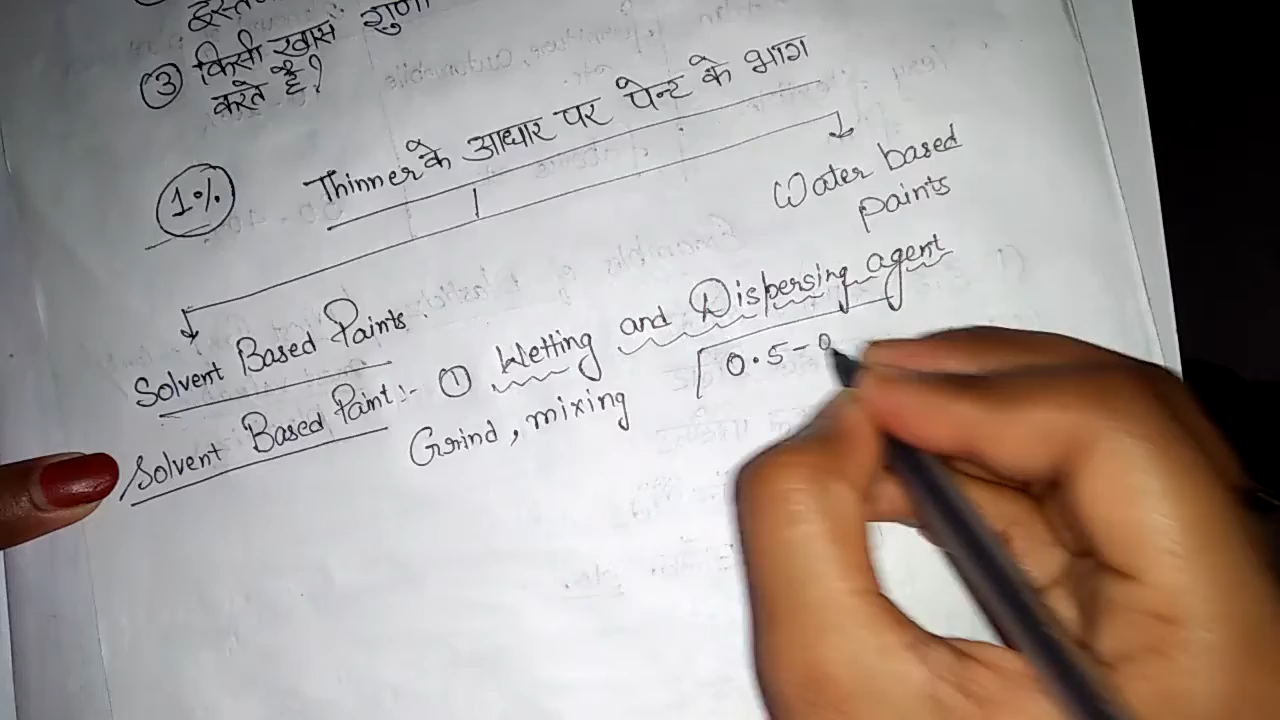 ③ किसी खास गुण
करते है?
1% Thinner के आधार पर पेन्ट के भाग
Water based
paints
Solvent Based Paints.
Solvent Based Paint:- ① Wetting and Dispersing agent
Grind, mixing 0.5-0